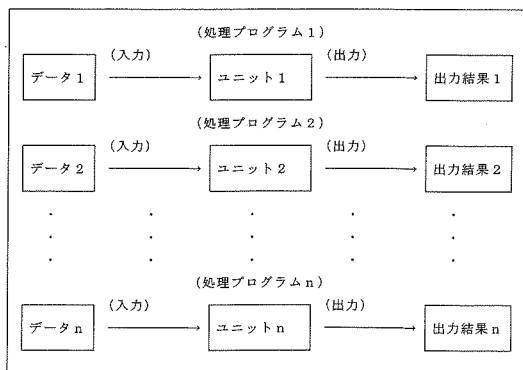 (処理プログラム1)
(入力) (出力)
データ1 ユニット1 出力結果1
(処理プログラム2)
(入力) (出力)
データ2 ユニット2 出力結果2
(処理プログラムn)
(入力) (出力)
データn ユニットn 出力結果n